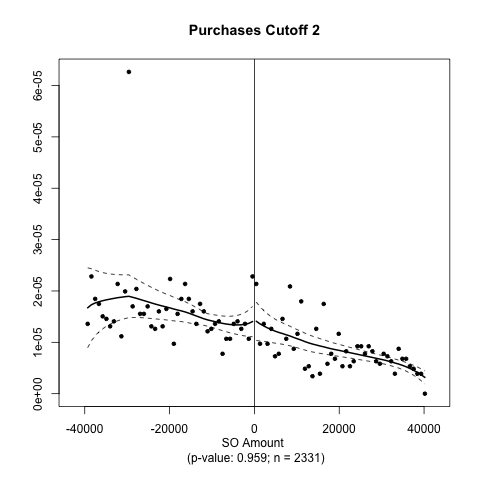 Purchases Cutoff 2
6e-05
5e-05
4e-05
3e-05
2e-05
1e-05
0e+00
-40000 -20000 0 20000 40000
SO Amount
(p-value: 0.959; n = 2331)